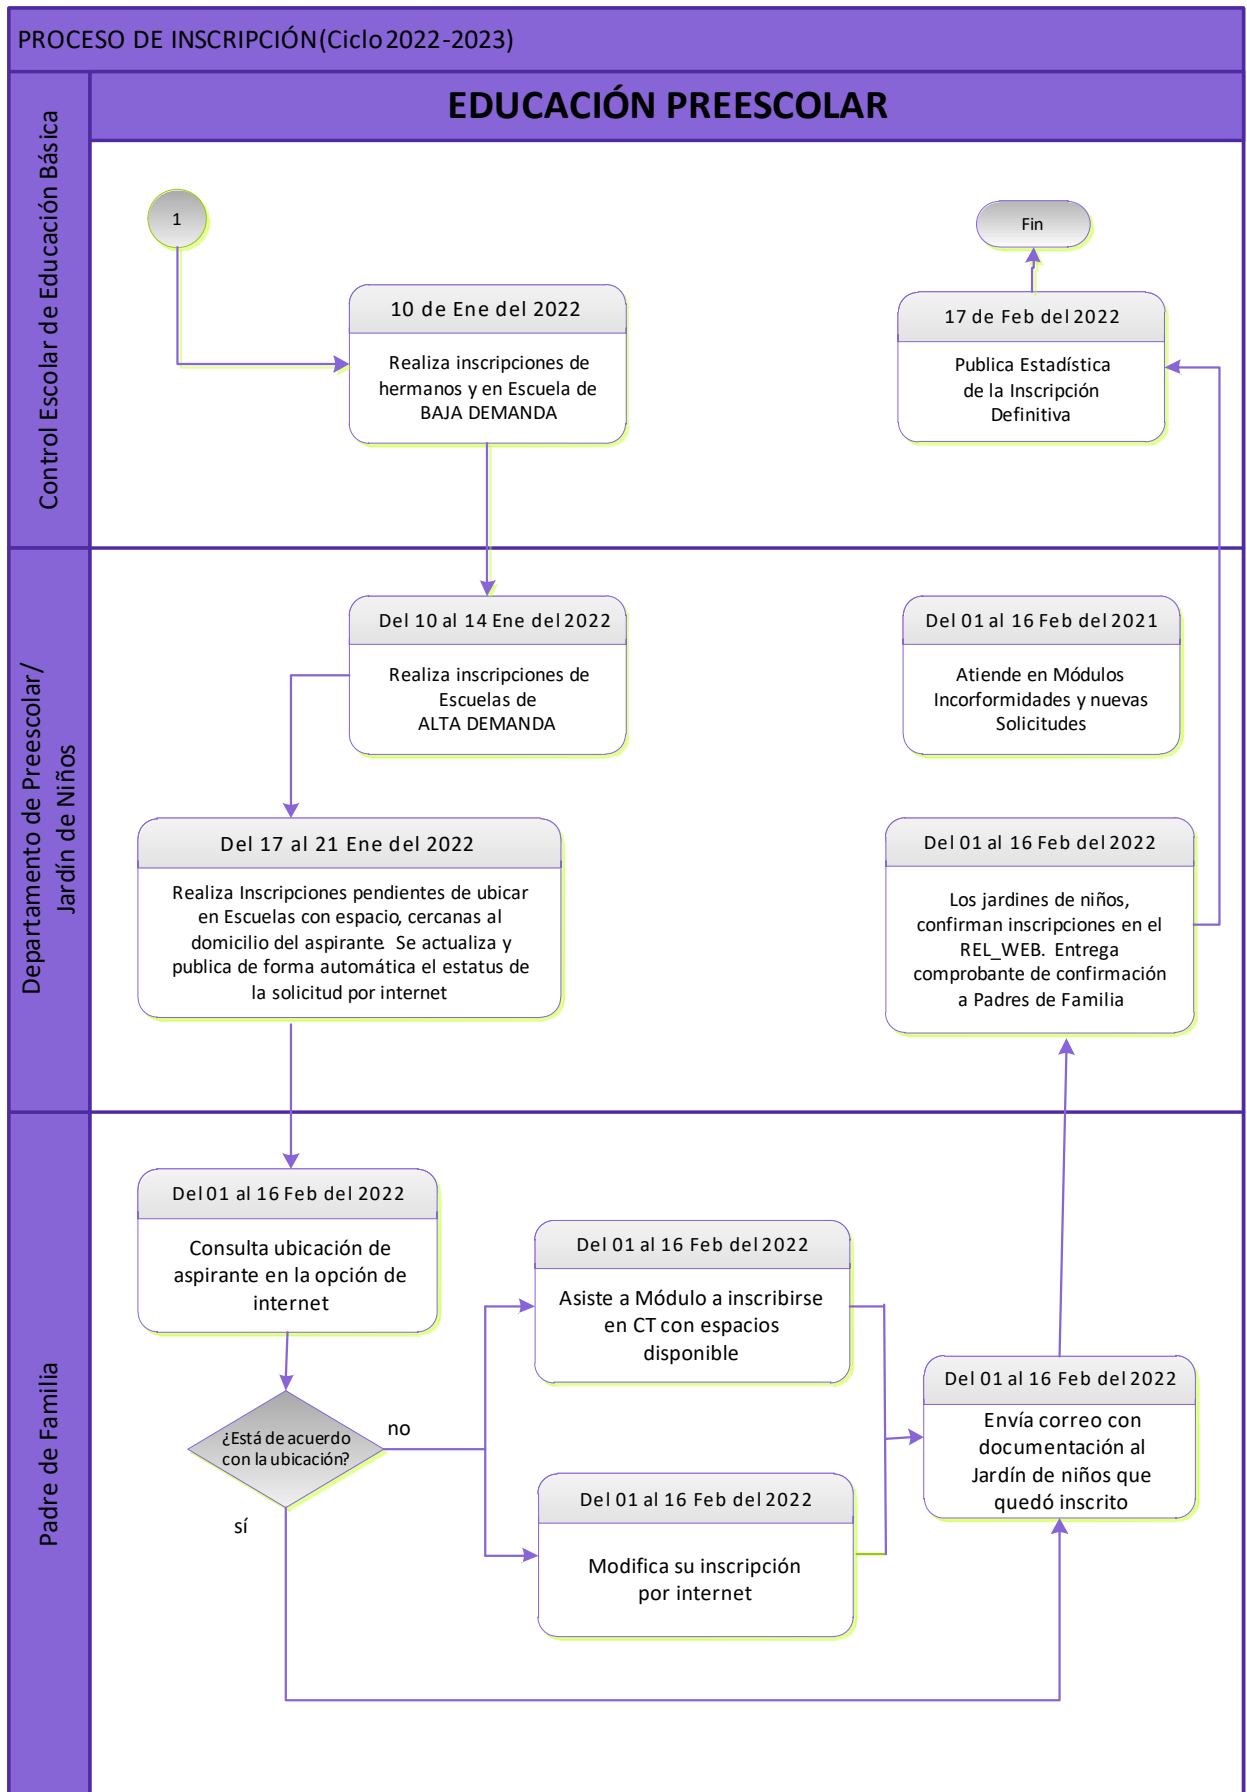 PROCESO DE INSCRIPCIÓN (Ciclo 2022-2023)
EDUCACIÓN PREESCOLAR
Control Escolar de Educación Básica
1
10 de Ene del 2022
Realiza inscripciones de
hermanos y en Escuela de
BAJA DEMANDA
Fin
17 de Feb del 2022
Publica Estadística
de la Inscripción
Definitiva
Departamento de Preescolar/
Jardín de Niños
Del 10 al 14 Ene del 2022
Realiza inscripciones de
Escuelas de
ALTA DEMANDA
Del 01 al 16 Feb del 2021
Atiende en Módulos
Incorformidades y nuevas
Solicitudes
Del 17 al 21 Ene del 2022
Realiza Inscripciones pendientes de ubicar
en Escuelas con espacio, cercanas al
domicilio del aspirante. Se actualiza y
publica de forma automática el estatus de
la solicitud por internet
Del 01 al 16 Feb del 2022
Los jardines de niños,
confirman inscripciones en el
REL_WEB. Entrega
comprobante de confirmación
a Padres de Familia
Padre de Familia
Del 01 al 16 Feb del 2022
Consulta ubicación de
aspirante en la opción de
internet
¿Está de acuerdo
con la ubicación?
no
sí
Del 01 al 16 Feb del 2022
Asiste a Módulo a inscribirse
en CT con espacios
disponible
Del 01 al 16 Feb del 2022
Modifica su inscripción
por internet
Del 01 al 16 Feb del 2022
Envía correo con
documentación al
Jardín de niños que
quedó inscrito